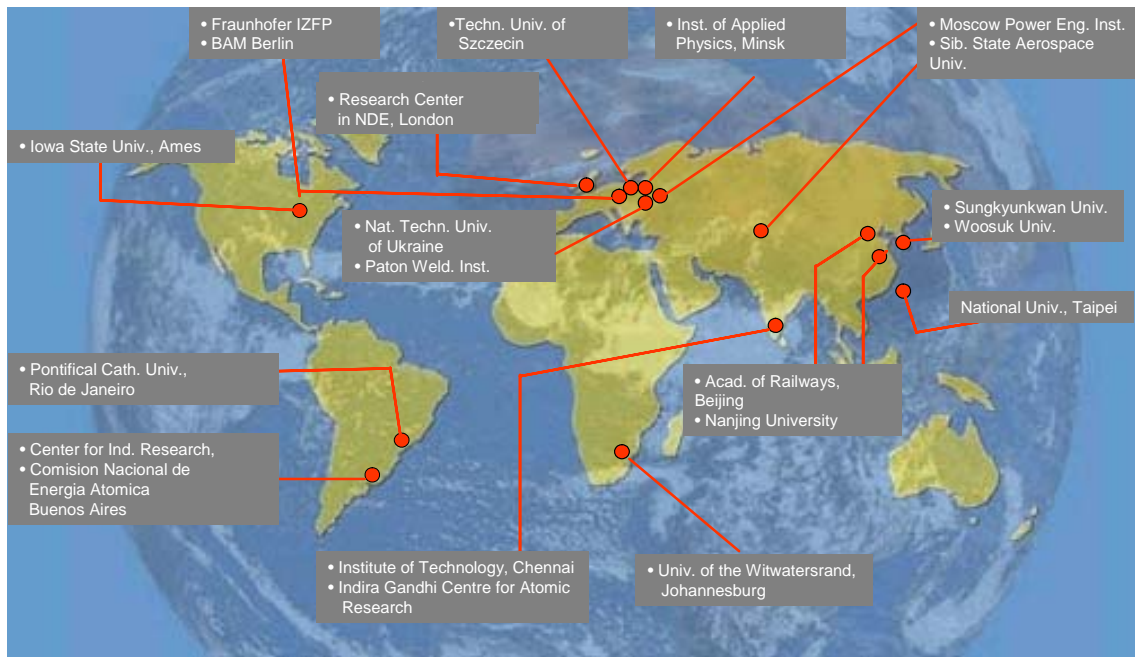 • Fraunhofer IZFP
• BAM Berlin
•Techn. Univ. of
Szczecin
• Inst. of Applied
Physics, Minsk
• Moscow Power Eng. Inst.
• Sib. State Aerospace
Univ.
• Research Center
in NDE, London
• Iowa State Univ., Ames
• Nat. Techn. Univ.
of Ukraine
• Paton Weld. Inst.
• Sungkyunkwan Univ.
• Woosuk Univ.
National Univ., Taipei
• Pontifical Cath. Univ.,
Rio de Janeiro
• Acad. of Railways,
Beijing
• Nanjing University
• Center for Ind. Research,
• Comision Nacional de
Energia Atomica
Buenos Aires
• Institute of Technology, Chennai
• Indira Gandhi Centre for Atomic
Research
• Univ. of the Witwatersrand,
Johannesburg